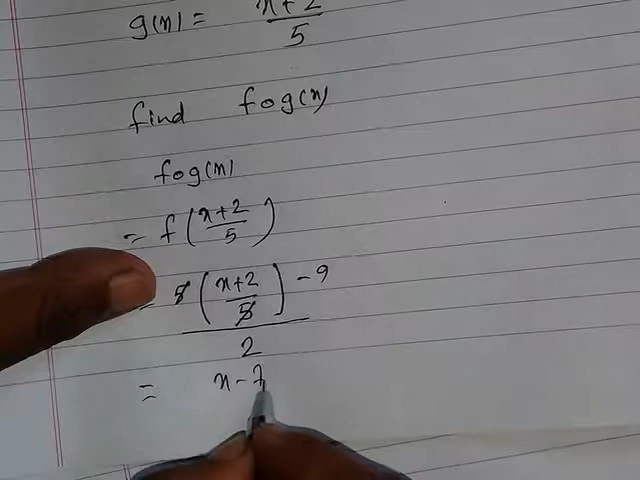 g(x) = x+2
5
find fog(x)
fog(x)
= f(x+2/5)
= 5(x+2/5) - 9
2
= x-7